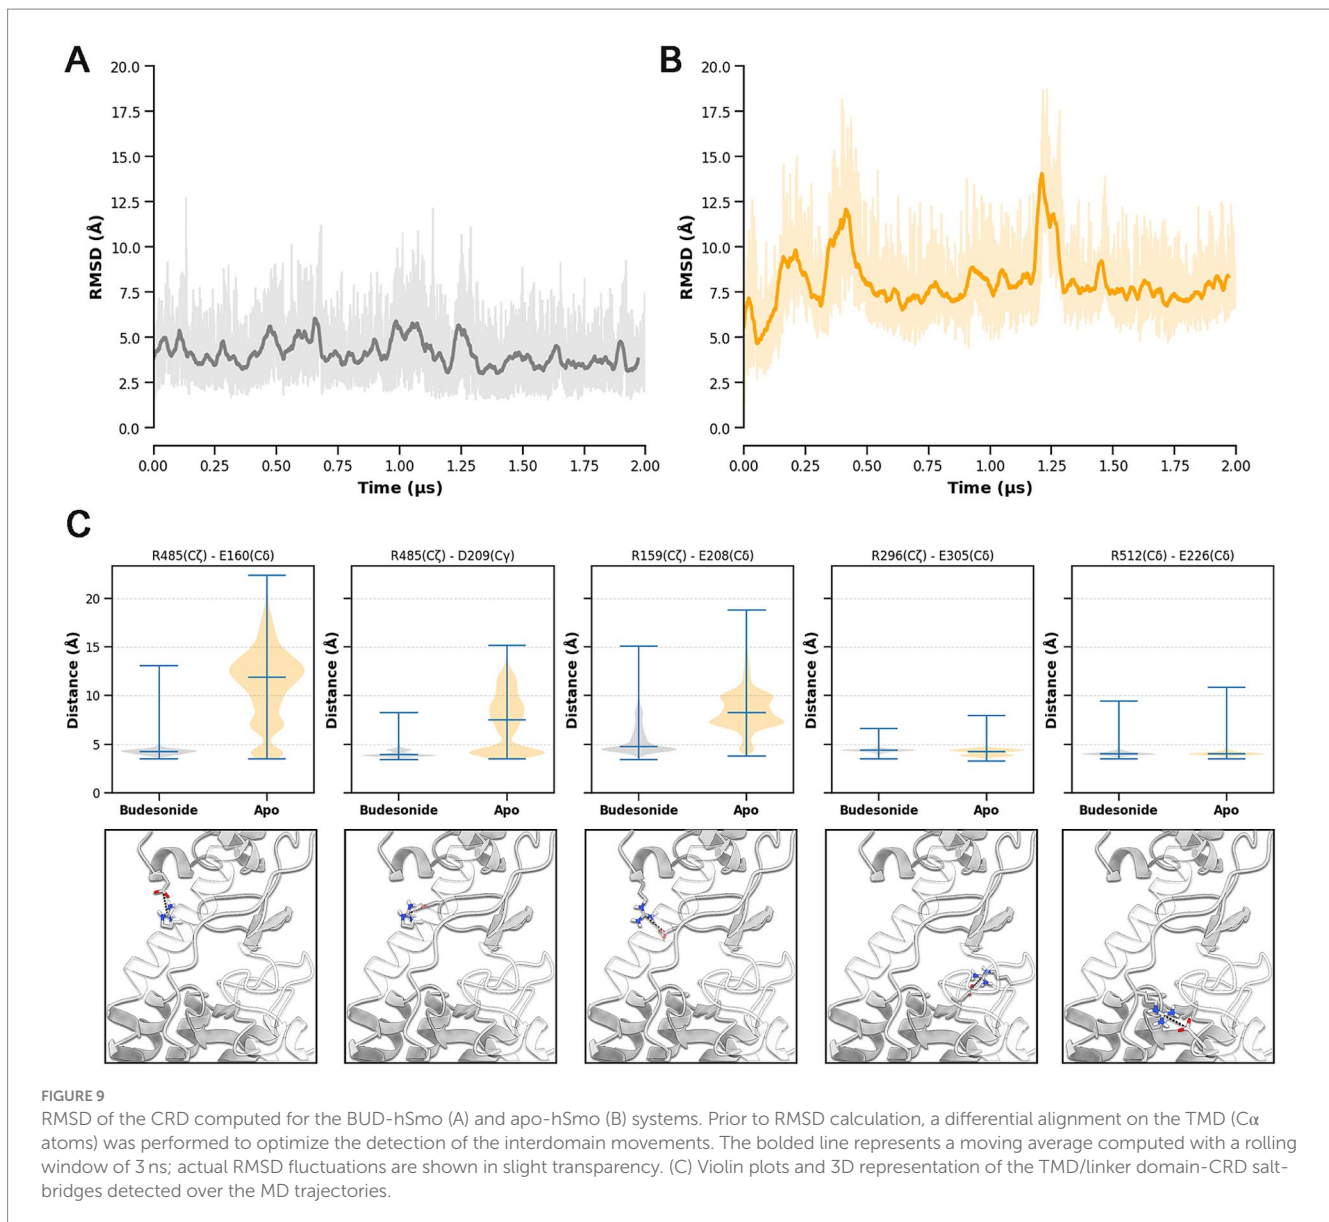 A
B
20.0
17.5
15.0
12.5
10.0
7.5
5.0
2.5
0.0
RMSD (Å)
0.00 0.25 0.50 0.75 1.00 1.25 1.50 1.75 2.00
Time (μs)
20.0
17.5
15.0
12.5
10.0
7.5
5.0
2.5
0.0
RMSD (Å)
0.00 0.25 0.50 0.75 1.00 1.25 1.50 1.75 2.00
Time (μs)
C
R485(Cζ) - E160(Cδ)
20
15
10
5
0
Distance (Å)
Budesonide Apo
R485(Cζ) - D209(Cγ)
Distance (Å)
Budesonide Apo
R159(Cζ) - E208(Cδ)
Distance (Å)
Budesonide Apo
R296(Cζ) - E305(Cδ)
Distance (Å)
Budesonide Apo
R512(Cδ) - E226(Cδ)
Distance (Å)
Budesonide Apo
FIGURE 9
RMSD of the CRD computed for the BUD-hSmo (A) and apo-hSmo (B) systems. Prior to RMSD calculation, a differential alignment on the TMD (Cα
atoms) was performed to optimize the detection of the interdomain movements. The bolded line represents a moving average computed with a rolling
window of 3 ns; actual RMSD fluctuations are shown in slight transparency. (C) Violin plots and 3D representation of the TMD/linker domain-CRD salt-
bridges detected over the MD trajectories.